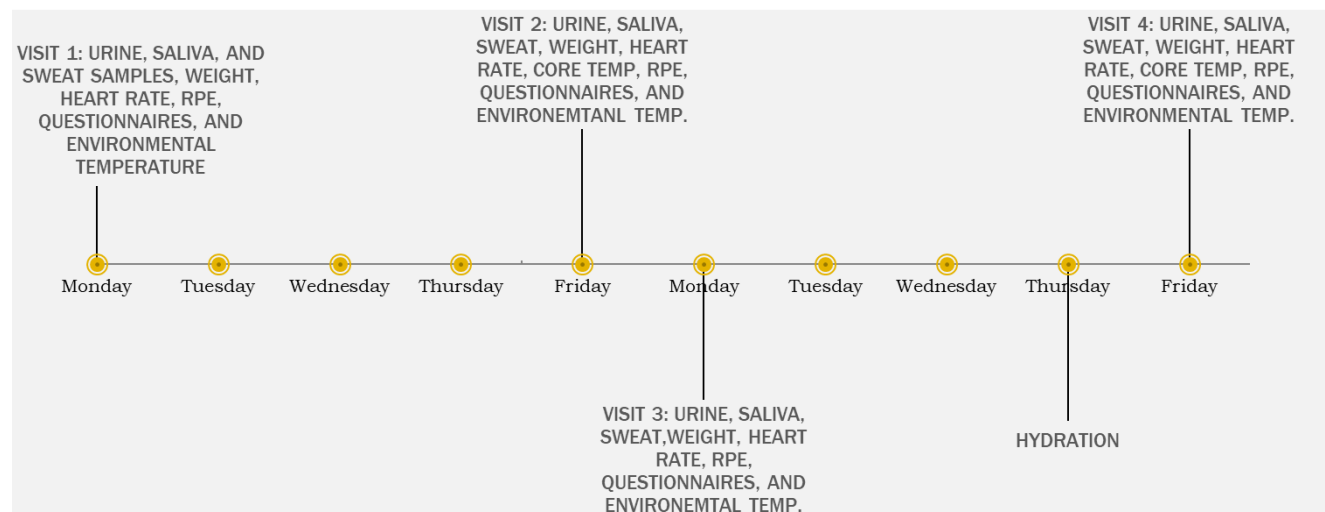 VISIT 1: URINE, SALIVA, AND
SWEAT SAMPLES, WEIGHT,
HEART RATE, RPE,
QUESTIONNAIRES, AND
ENVIRONMENTAL
TEMPERATURE
VISIT 2: URINE, SALIVA,
SWEAT, WEIGHT, HEART
RATE, CORE TEMP, RPE,
QUESTIONNAIRES, AND
ENVIRONEMTANL TEMP.
VISIT 4: URINE, SALIVA,
SWEAT, WEIGHT, HEART
RATE, CORE TEMP, RPE,
QUESTIONNAIRES, AND
ENVIRONMENTAL TEMP.
Monday Tuesday Wednesday Thursday Friday Monday Tuesday Wednesday Thursday Friday
VISIT 3: URINE, SALIVA,
SWEAT,WEIGHT, HEART
RATE, RPE,
QUESTIONNAIRES, AND
ENVIRONEMTAL TEMP.
HYDRATION